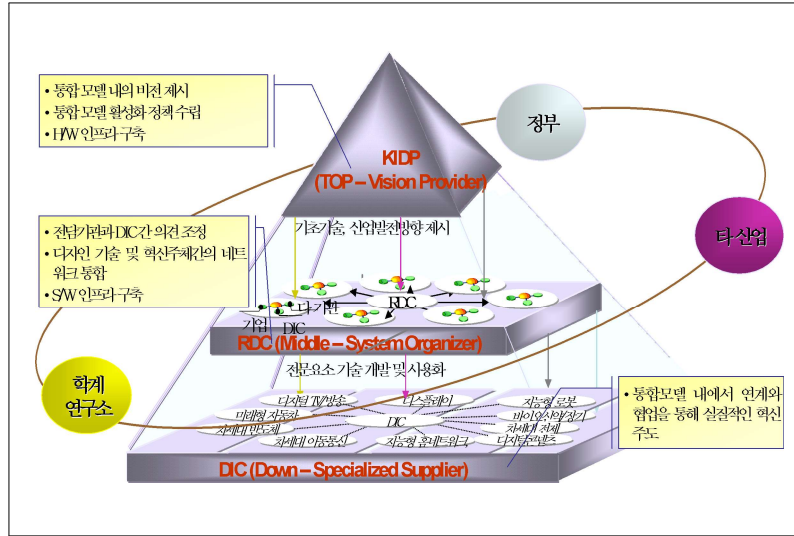 • 통합 모델 내의 비전 제시
• 통합 모델 활성화 정책 수립
• H/W 인프라 구축
KIDP
(TOP – Vision Provider)
정부
타 산업
기초기술, 산업발전방향 제시
• 전담기관과 DIC간 의견 조정
• 디자인 기술 및 혁신주체간의 네트
워크 통합
• S/W 인프라 구축
RDC
기관
기업
DIC
RDC (Middle – System Organizer)
전문요소 기술 개발 및 사용화
학계
연구소
디지털 TV/방송
디스플레이
지능형 로봇
미래형 자동차
DIC
바이오신약/장기
차세대 반도체
차세대 전지
차세대 이동통신
지능형 홈네트워크
디지털콘텐츠
DIC (Down – Specialized Supplier)
• 통합모델 내에서 연계와
협업을 통해 실질적인 혁신
주도